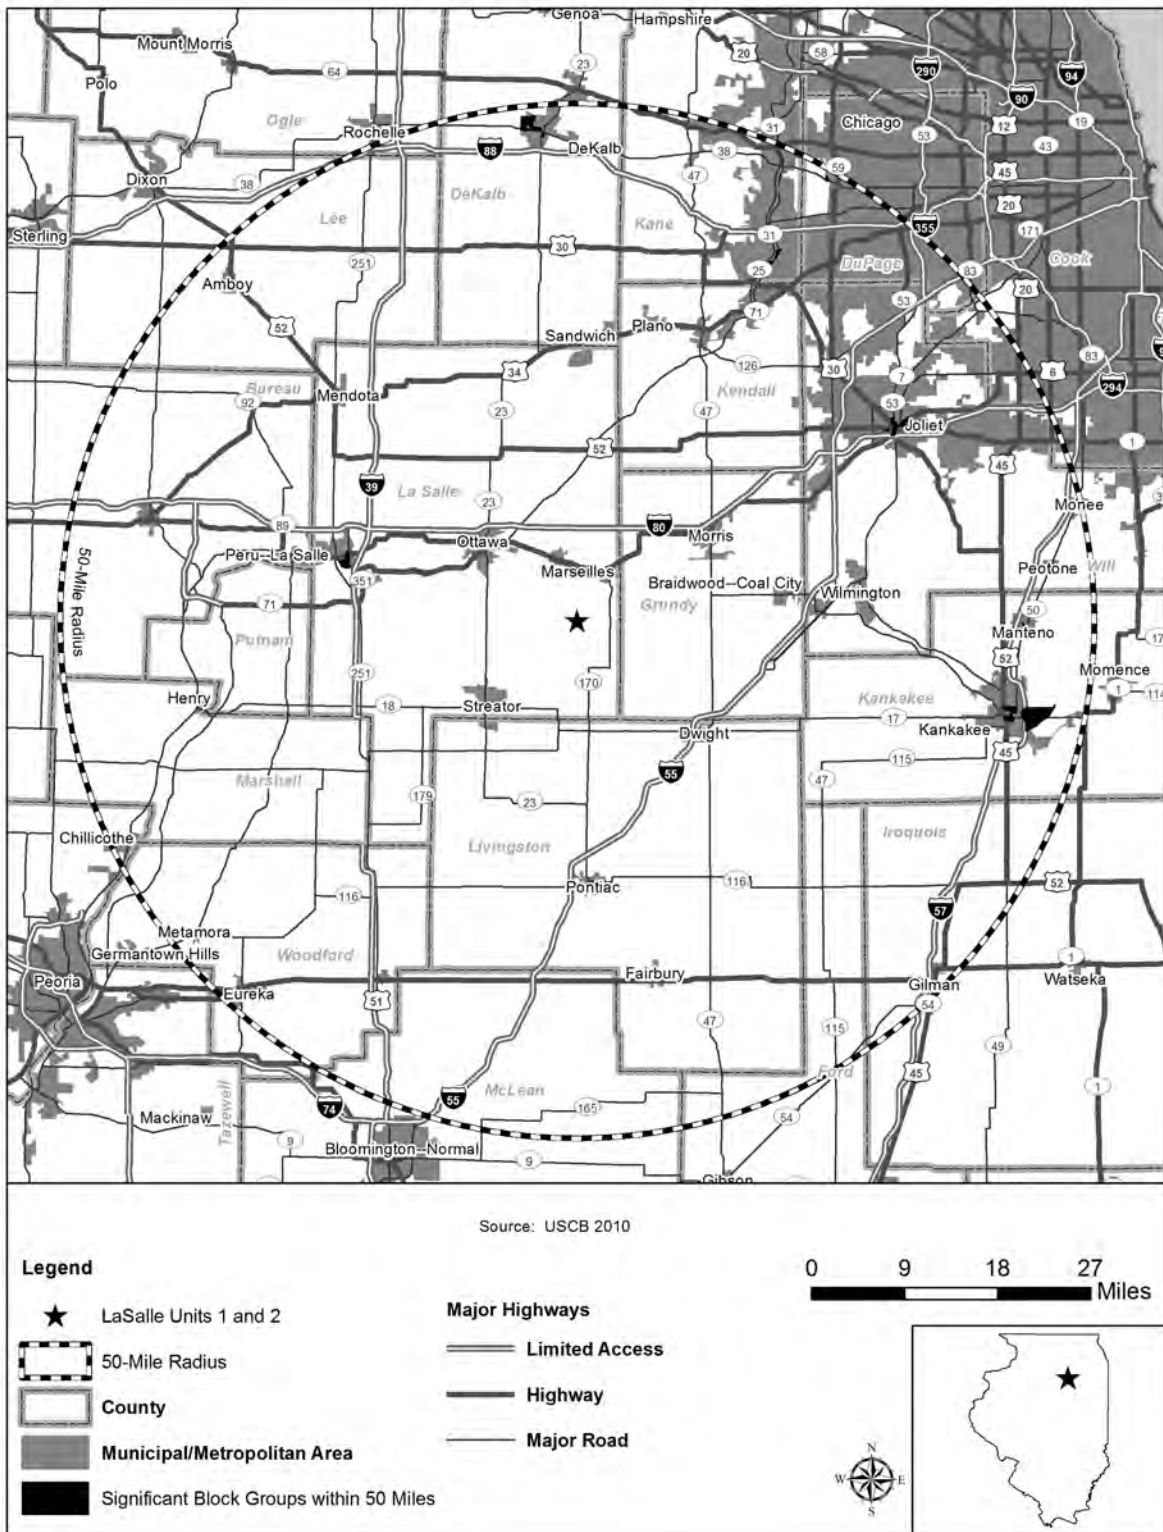 Genoa
Hampshire
Mount Morris
20
58
290
94
23
64
Polo
90
Ogle
Rochelle
31
Chicago
12
19
88
DeKalb
38
53
43
Dixon
38
47
59
45
DeKalb
Lee
Kane
20
Sterling
30
31
355
171
251
25
DuPage
83
Cook
Amboy
53
20
52
71
Sandwich
Plano
34
126
30
7
83
6
Bureau
Mendota
Kendall
294
92
23
47
53
Joliet
52
1
45
39
La Salle
23
Monee
89
80
Ottawa
Morris
Peru--La Salle
Marseilles
Peotone
Will
351
Braidwood--Coal City
Wilmington
50-Mile Radius
71
Grundy
50
Putnam
Manteno
52
251
170
Momence
Henry
Kankakee
1
114
18
Streator
17
Dwight
Kankakee
45
115
55
Marshall
47
179
23
Chillicothe
Livingston
Iroquois
Pontiac
116
52
116
57
Metamora
Germantown Hills
Woodford
Fairbury
1
Peoria
Eureka
Gilman
Watseka
51
54
47
115
49
45
Ford
McLean
1
55
74
165
Mackinaw
54
Tazewell
9
Bloomington--Normal
9
Gibson
Source: USCB 2010
Legend
LaSalle Units 1 and 2
50-Mile Radius
County
Municipal/Metropolitan Area
Significant Block Groups within 50 Miles
Major Highways
Limited Access
Highway
Major Road
0 9 18 27
Miles
N
W E
S